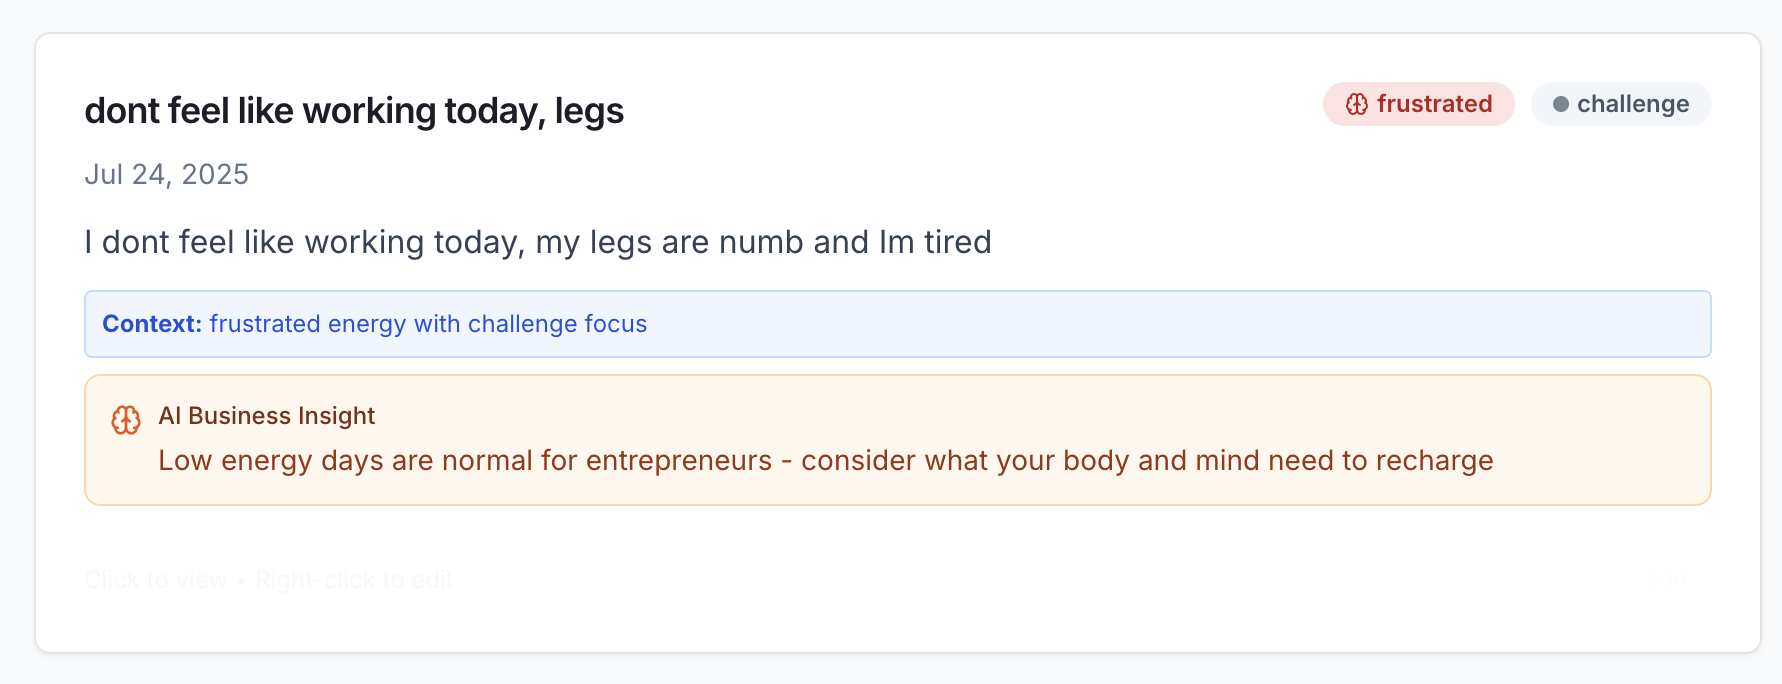 dont feel like working today, legs
frustrated
challenge
Jul 24, 2025
I dont feel like working today, my legs are numb and Im tired
Context: frustrated energy with challenge focus
AI Business Insight
Low energy days are normal for entrepreneurs - consider what your body and mind need to recharge
Click to view • Right-click to edit
Edit